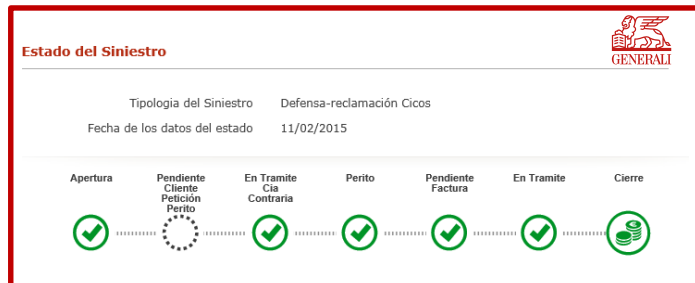 Estado del Siniestro
GENERALI
Tipologia del Siniestro Defensa-reclamación Cicos
Fecha de los datos del estado 11/02/2015
Apertura
Pendiente
Cliente
Petición
Perito
En Tramite
Cia
Contraria
Perito
Pendiente
Factura
En Tramite
Cierre